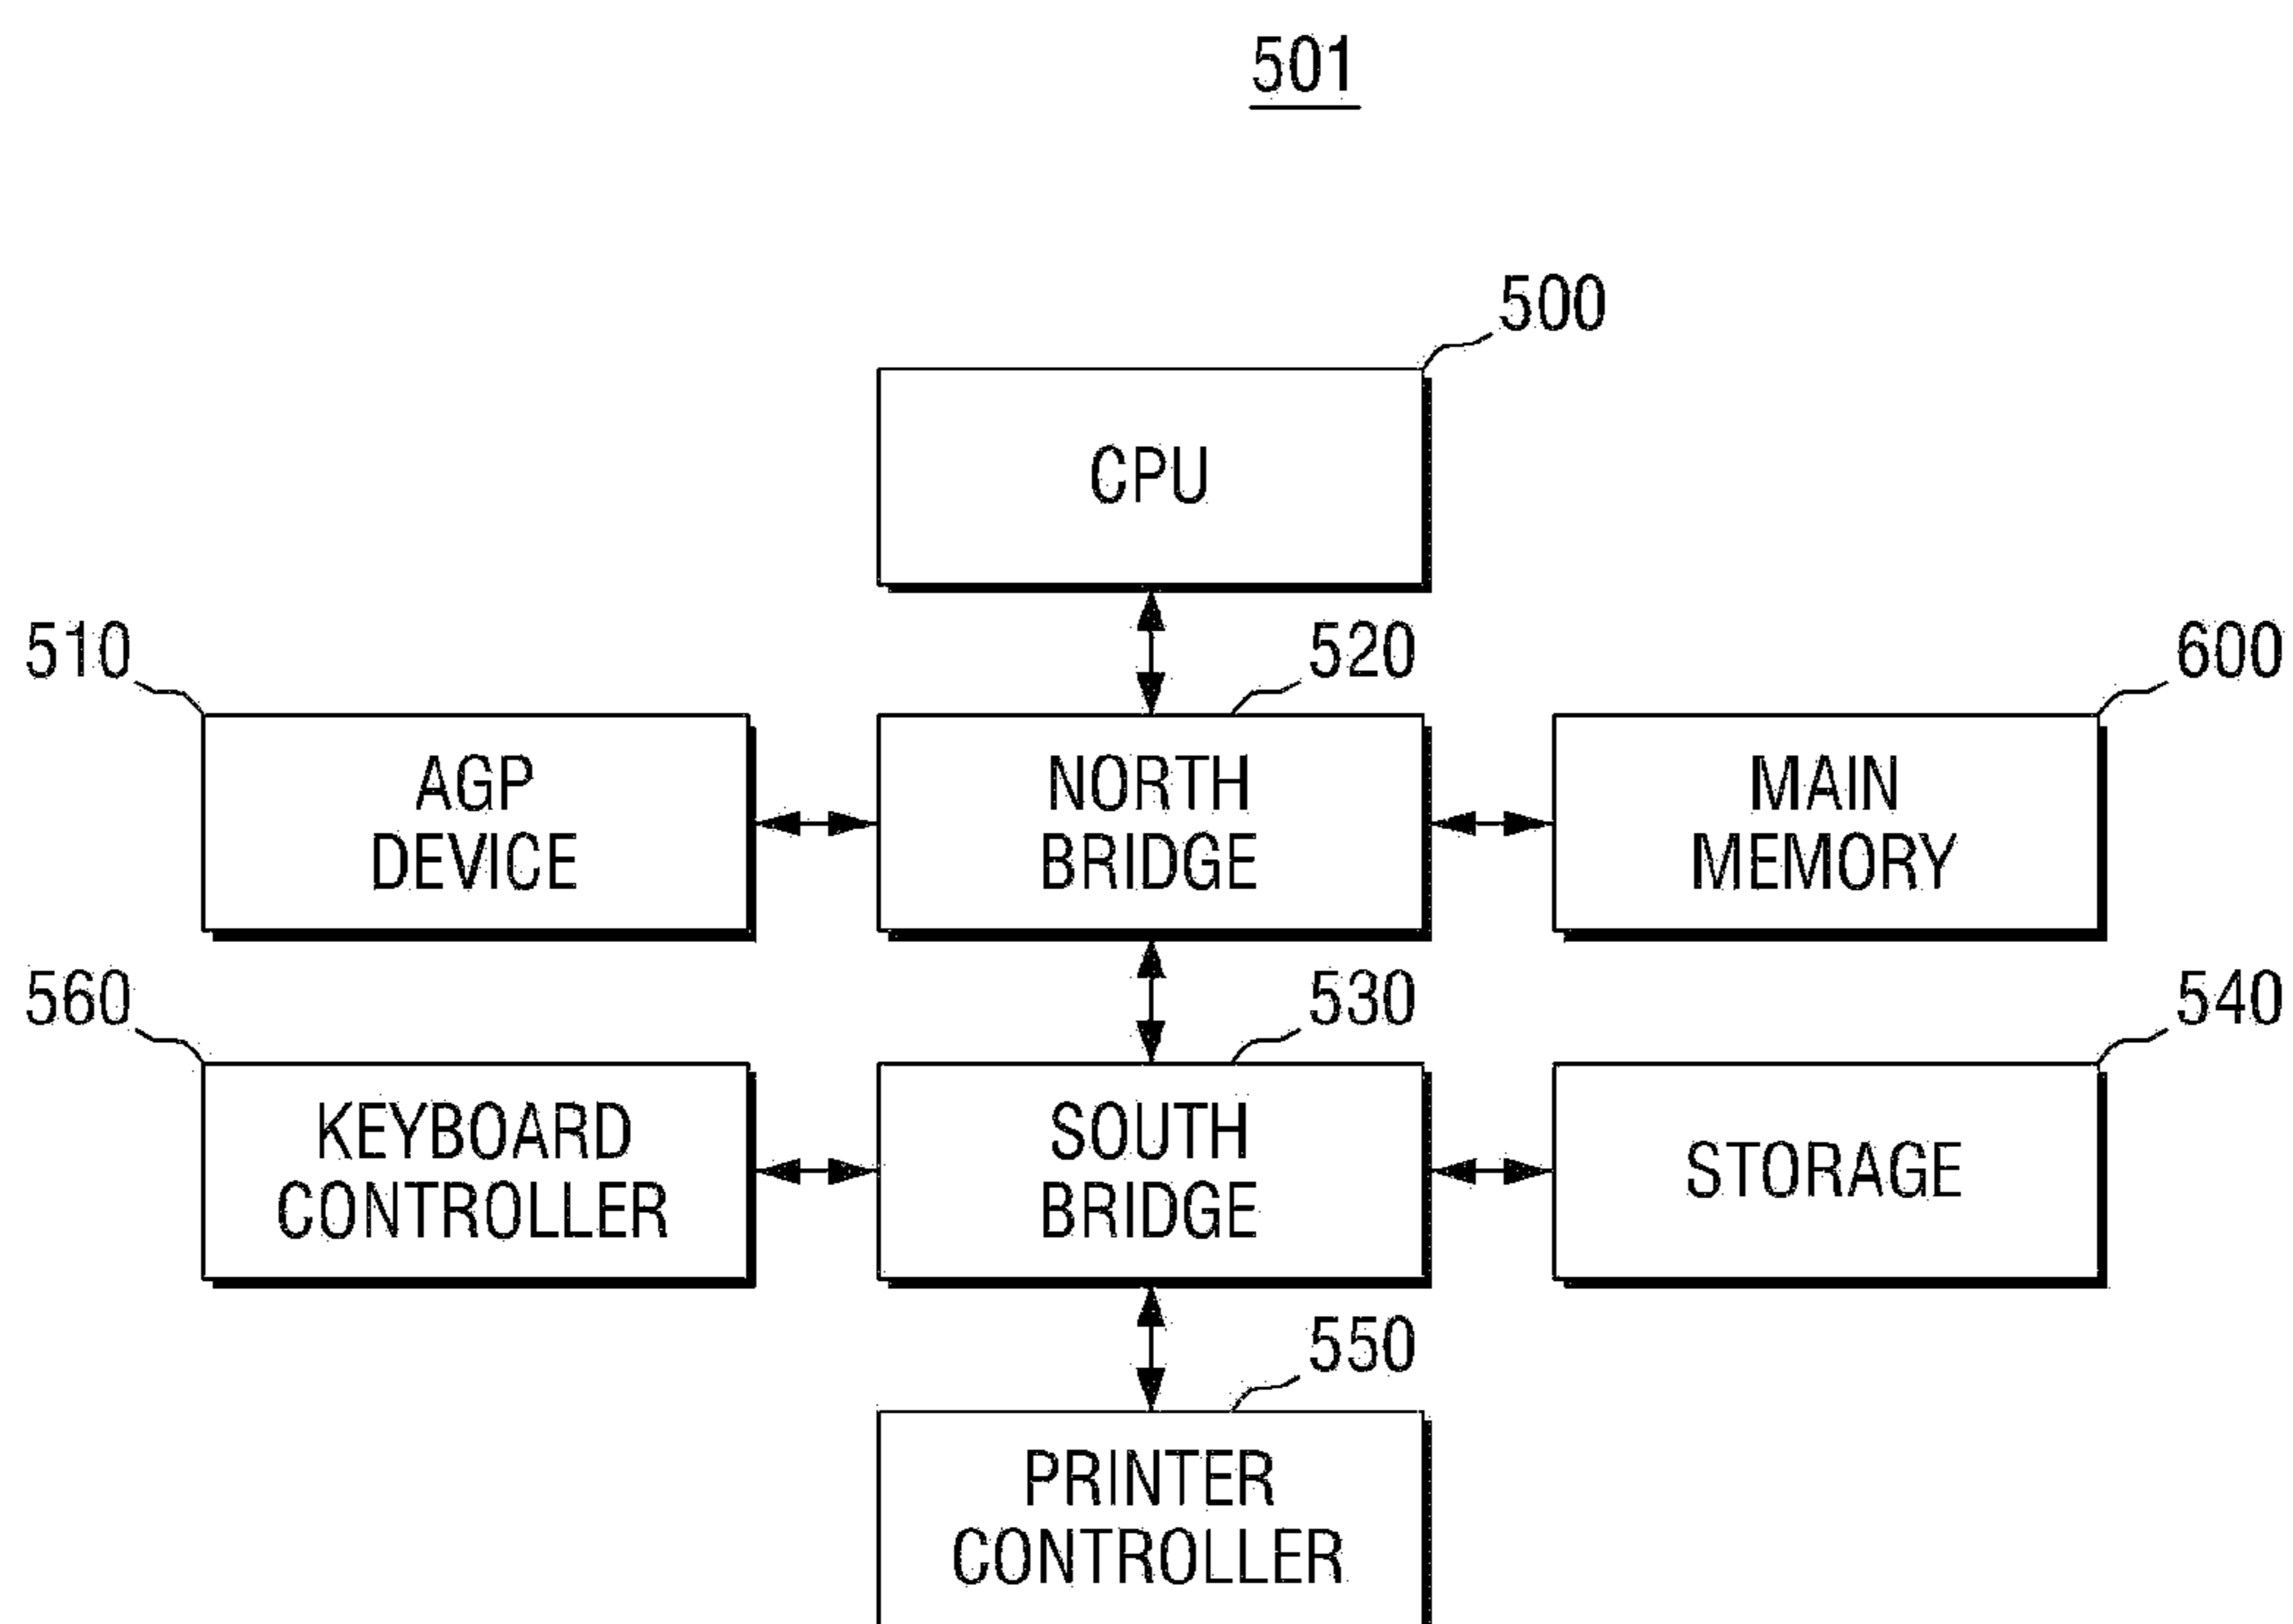 501
500
CPU
510
520
600
AGP
DEVICE
NORTH
BRIDGE
MAIN
MEMORY
560
530
540
KEYBOARD
CONTROLLER
SOUTH
BRIDGE
STORAGE
550
PRINTER
CONTROLLER